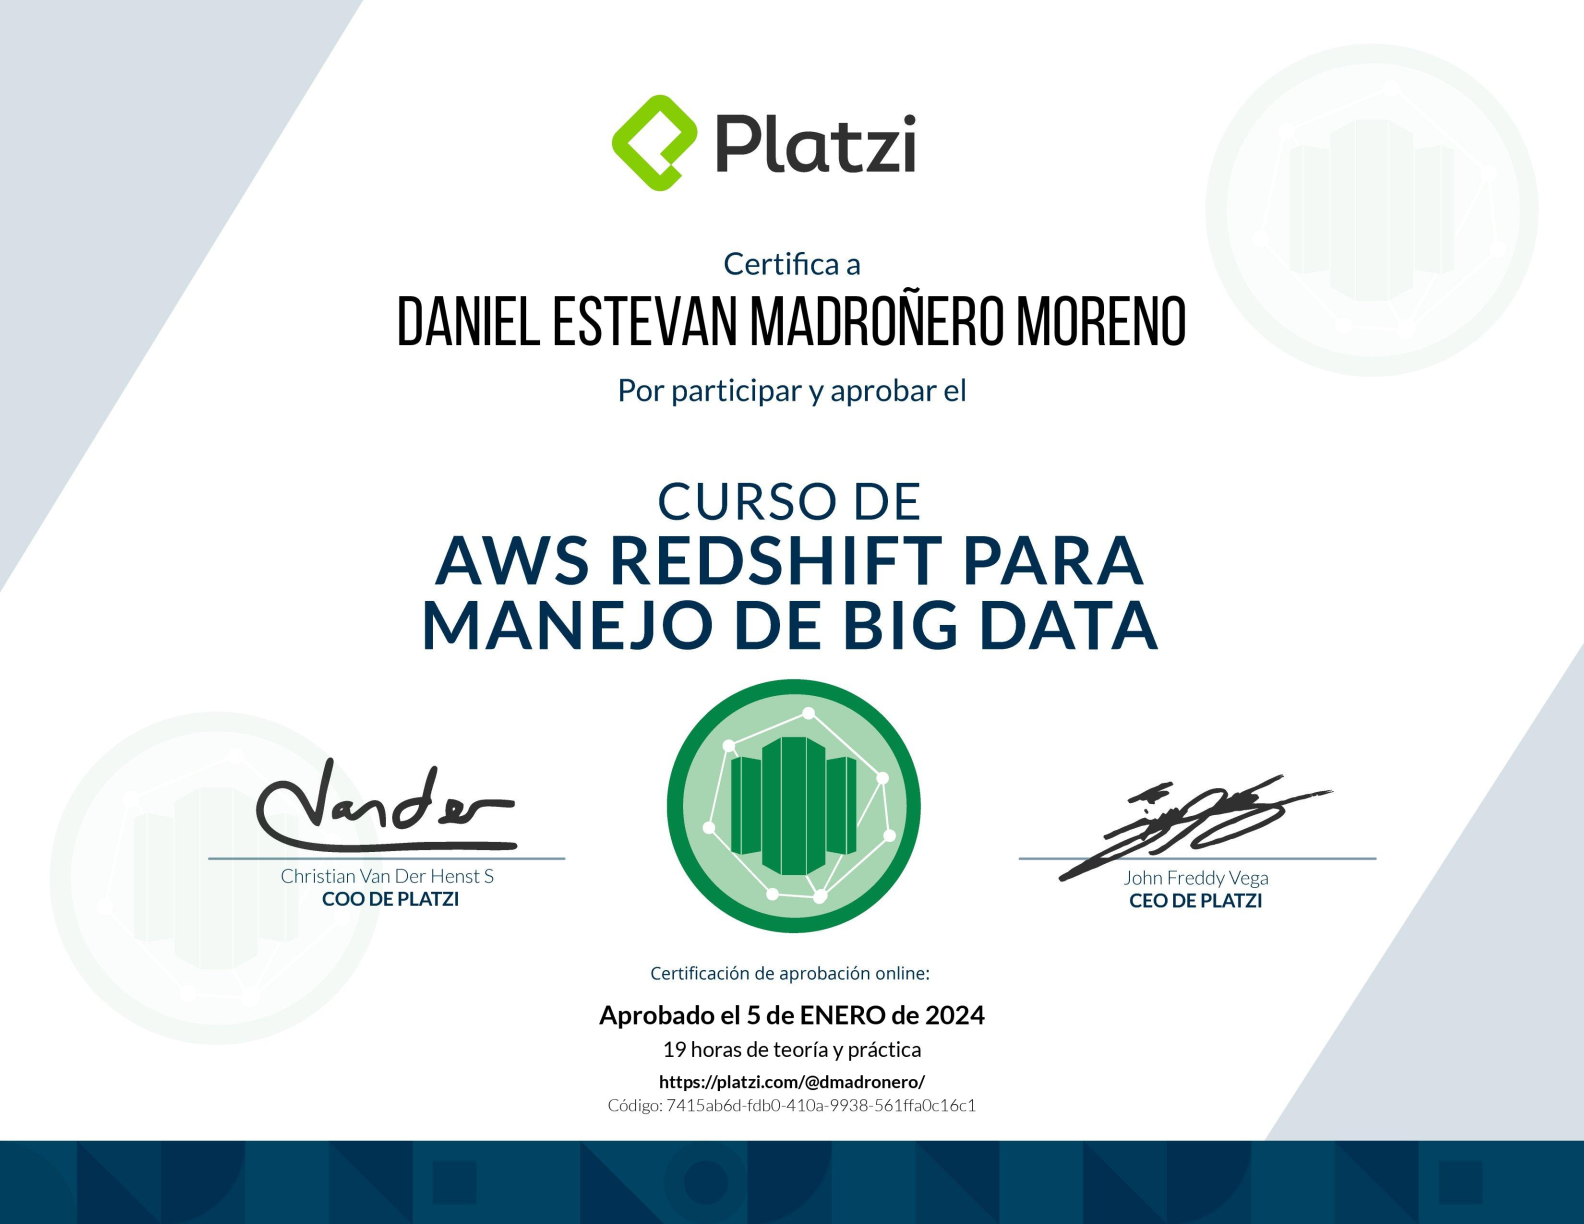 Platzi
Certifica a
DANIEL ESTEVAN MADROÑERO MORENO
Por participar y aprobar el
CURSO DE
AWS REDSHIFT PARA
MANEJO DE BIG DATA
Vander
Christian Van Der Henst S
COO DE PLATZI
John Freddy Vega
CEO DE PLATZI
Certificación de aprobación online:
Aprobado el 5 de ENERO de 2024
19 horas de teoría y práctica
https://platzi.com/@dmadronero/
Código: 7415ab6d-fdb0-410a-9938-561ffa0c16c1